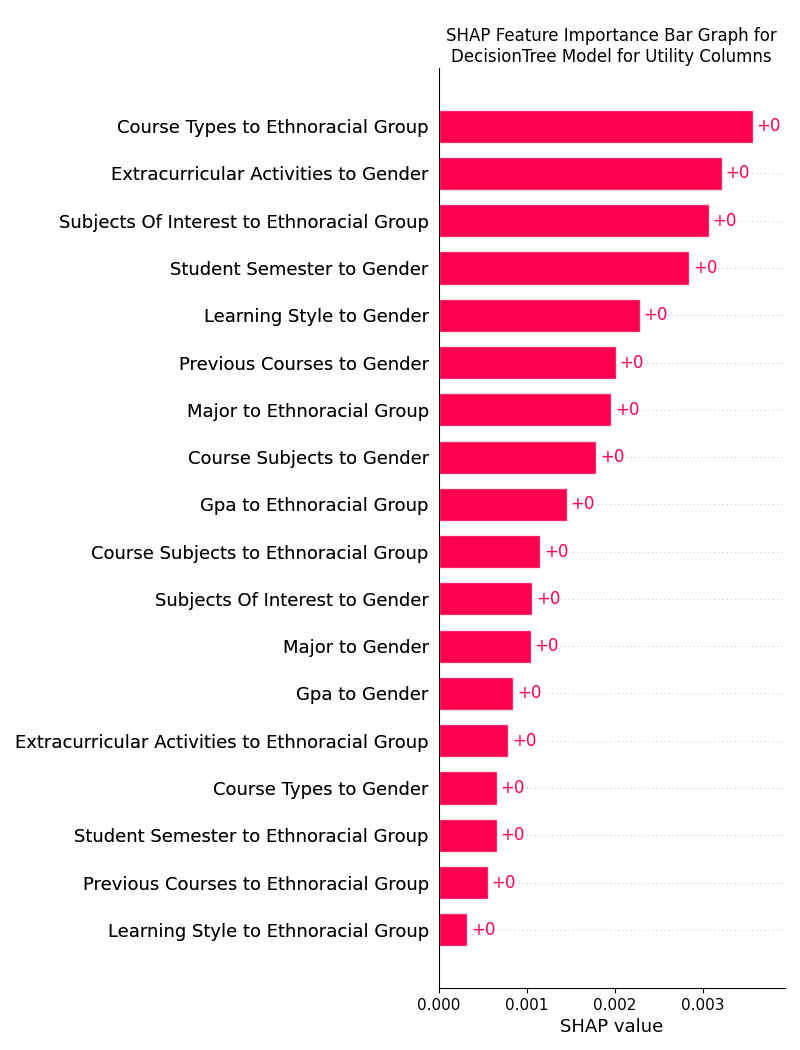 SHAP Feature Importance Bar Graph for
DecisionTree Model for Utility Columns
Course Types to Ethnoracial Group +0
Extracurricular Activities to Gender +0
Subjects Of Interest to Ethnoracial Group +0
Student Semester to Gender +0
Learning Style to Gender +0
Previous Courses to Gender +0
Major to Ethnoracial Group +0
Course Subjects to Gender +0
Gpa to Ethnoracial Group +0
Course Subjects to Ethnoracial Group +0
Subjects Of Interest to Gender +0
Major to Gender +0
Gpa to Gender +0
Extracurricular Activities to Ethnoracial Group +0
Course Types to Gender +0
Student Semester to Ethnoracial Group +0
Previous Courses to Ethnoracial Group +0
Learning Style to Ethnoracial Group +0
0.000 0.001 0.002 0.003
SHAP value